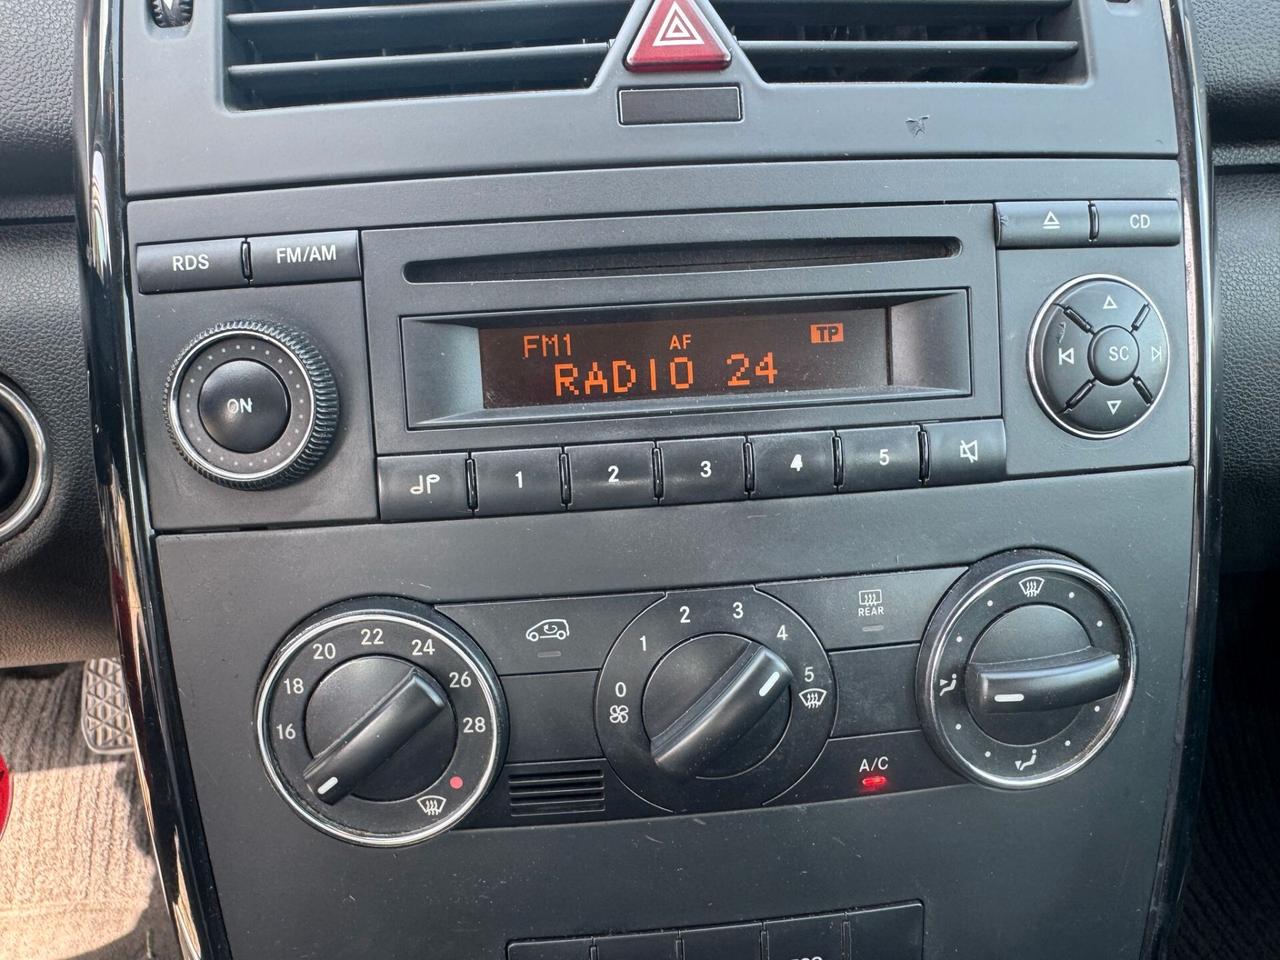 RDS FM/AM CD
FM1 AF TP
RADIO 24
ON
SC
1 2 3 4 5
16 18 20 22 24 26 28
0 1 2 3 4 5
REAR
A/C